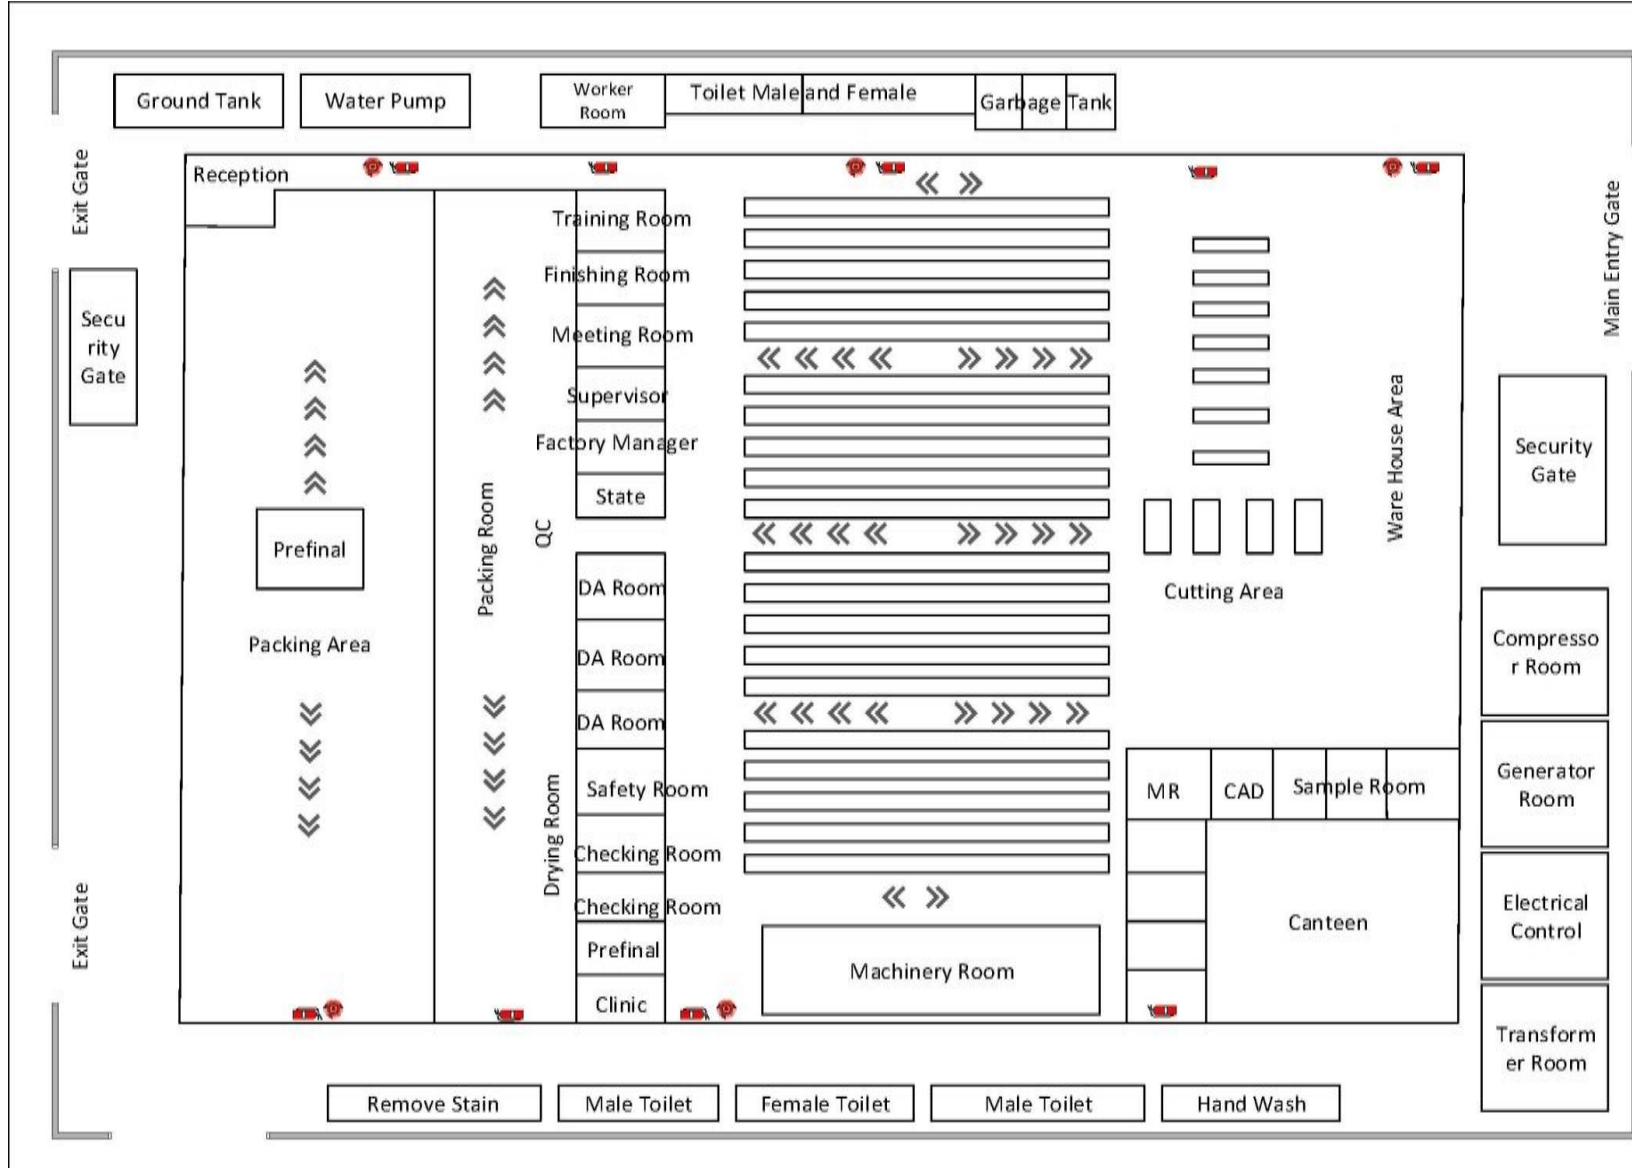 Ground Tank
Water Pump
Worker
Room
Toilet Male and Female
Garbage Tank
Exit Gate
Reception
Main Entry Gate
Training Room
Finishing Room
Meeting Room
Supervisor
Factory Manager
State
Secu
rity
Gate
Ware House Area
Security
Gate
Packing Room
QC
Prefinal
Packing Area
DA Room
DA Room
DA Room
Cutting Area
Compresso
r Room
Safety Room
Drying Room
Checking Room
Checking Room
Prefinal
Clinic
MR
CAD
Sample Room
Generator
Room
Canteen
Electrical
Control
Machinery Room
Exit Gate
Transform
er Room
Remove Stain
Male Toilet
Female Toilet
Male Toilet
Hand Wash